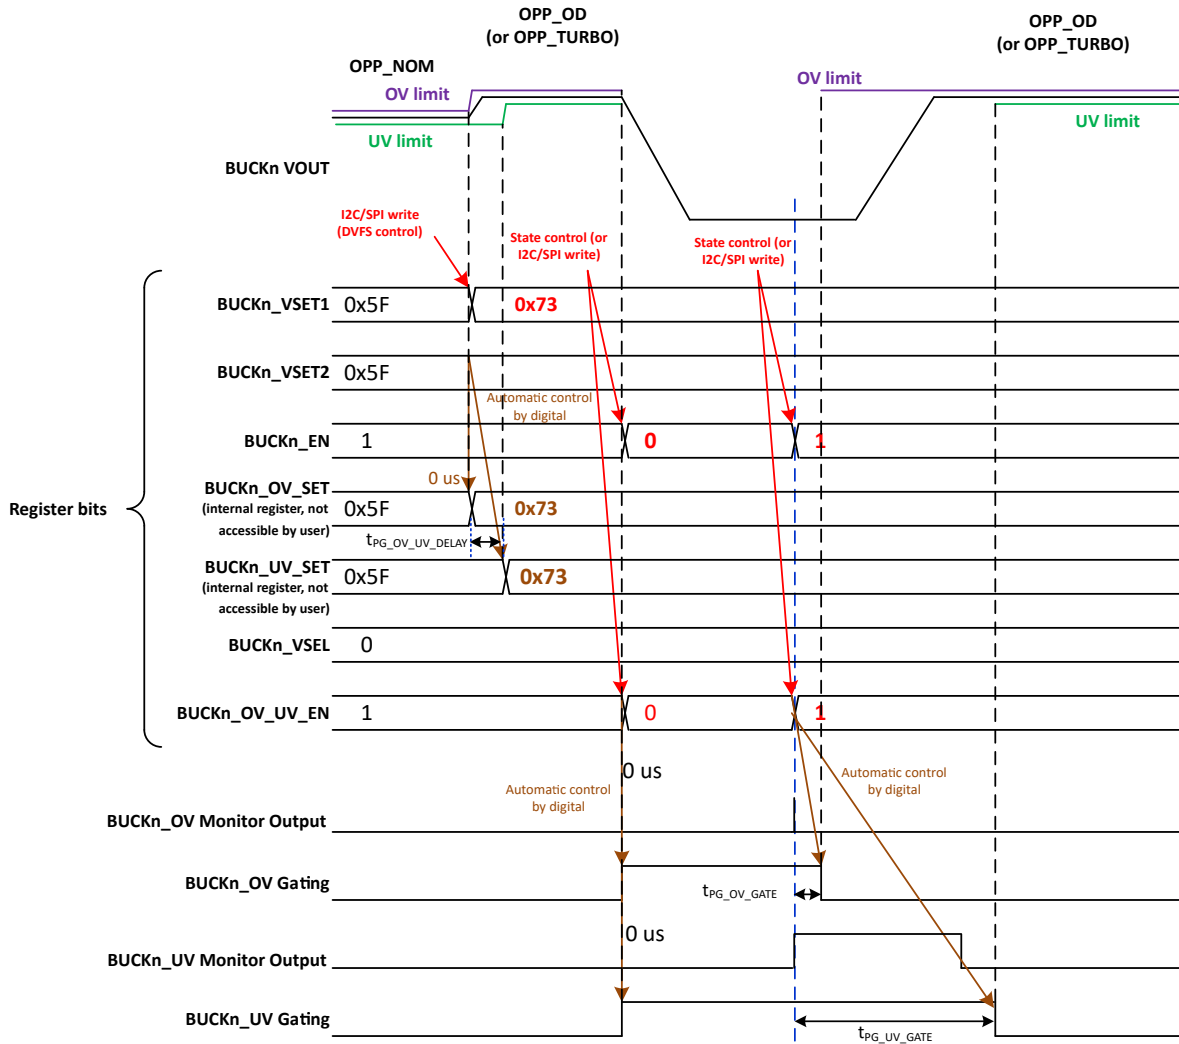 OPP_OD
(or OPP_TURBO)
OPP_OD
(or OPP_TURBO)
OPP_NOM
OV limit
OV limit
UV limit
UV limit
BUCKn VOUT
I2C/SPI write
(DVFS control)
State control (or
I2C/SPI write)
State control (or
I2C/SPI write)
BUCKn_VSET1
0x5F
0x73
BUCKn_VSET2
0x5F
Automatic control
by digital
BUCKn_EN
1
0
1
0 us
BUCKn_OV_SET
(internal register, not
accessible by user)
0x5F
0x73
Register bits
tPG_OV_UV_DELAY
BUCKn_UV_SET
(internal register, not
accessible by user)
0x5F
0x73
BUCKn_VSEL
0
BUCKn_OV_UV_EN
1
0
1
0 us
Automatic control
by digital
Automatic control
by digital
BUCKn_OV Monitor Output
BUCKn_OV Gating
tPG_OV_GATE
0 us
BUCKn_UV Monitor Output
BUCKn_UV Gating
tPG_UV_GATE